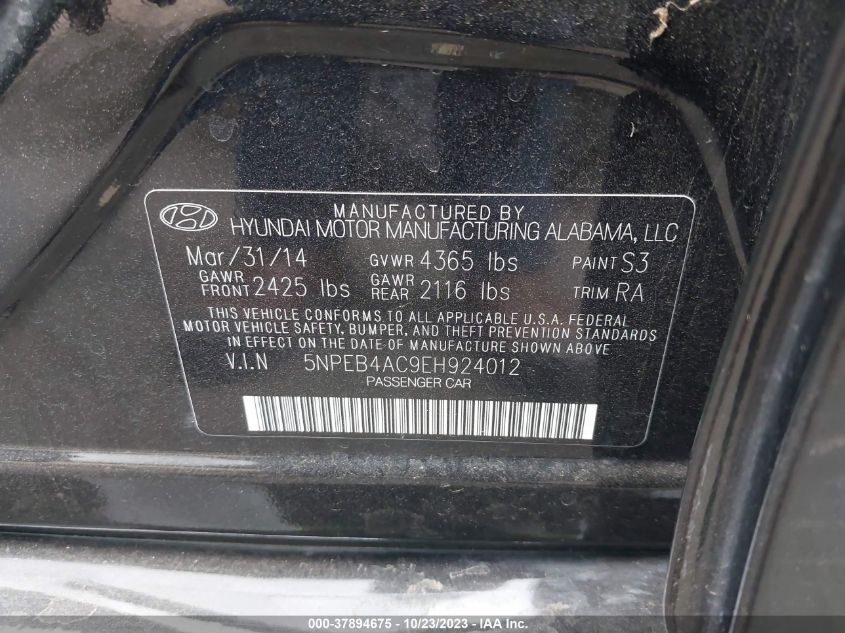 MANUFACTURED BY
HYUNDAI MOTOR MANUFACTURING ALABAMA, LLC
Mar/31/14 GVWR 4365 lbs PAINT S3
GAWR FRONT 2425 lbs GAWR REAR 2116 lbs TRIM RA
THIS VEHICLE CONFORMS TO ALL APPLICABLE U.S.A. FEDERAL
MOTOR VEHICLE SAFETY, BUMPER, AND THEFT PREVENTION STANDARDS
IN EFFECT ON THE DATE OF MANUFACTURE SHOWN ABOVE
V.I.N 5NPEB4AC9EH924012
PASSENGER CAR
000-37894675 - 10/23/2023 - IAAI.COM